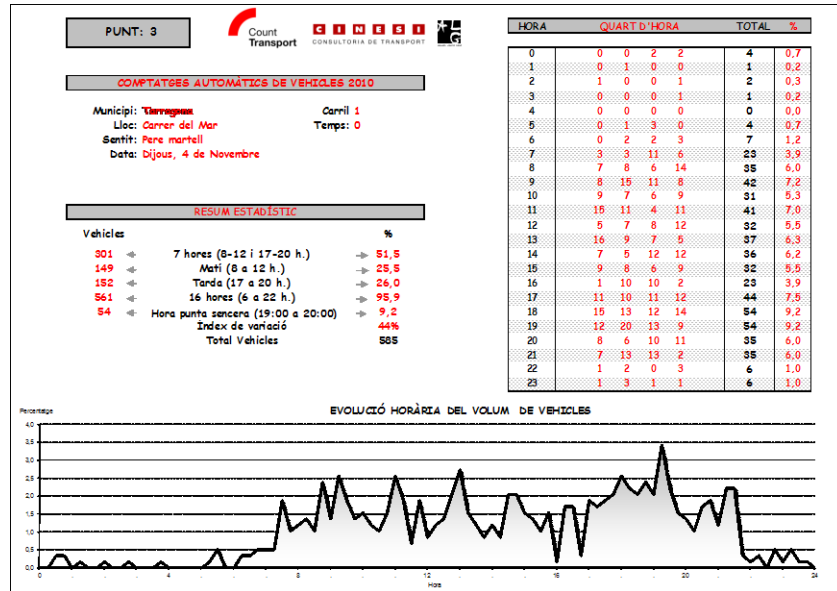 PUNT: 3
Count
Transport
CINESI
CONSULTORIA DE TRANSPORT
COMPTATGES AUTOMÀTICS DE VEHICLES 2010
Municipi: Carril 1
Lloc: Carrer del Mar Temps: 0
Sentit: Pere martell
Data: Dijous, 4 de Novembre
RESUM ESTADÍSTIC
Vehicles %
301 7 hores (8-12 i 17-20 h.) 51,5
149 Matí (8 a 12 h.) 25,5
152 Tarda (17 a 20 h.) 26,0
561 16 hores (6 a 22 h.) 95,9
54 Hora punta sencera (19:00 a 20:00) 9,2
Índex de variació 44%
Total Vehicles 585
HORA QUART D'HORA TOTAL %
0 0 0 2 2 4 0,7
1 0 1 0 0 1 0,2
2 1 0 0 1 2 0,3
3 0 0 0 1 1 0,2
4 0 0 0 0 0 0,0
5 0 1 3 0 4 0,7
6 0 2 2 3 7 1,2
7 3 3 11 6 23 3,9
8 7 8 6 14 35 6,0
9 8 15 11 8 42 7,2
10 9 7 6 9 31 5,3
11 15 11 4 11 41 7,0
12 5 7 8 12 32 5,5
13 16 9 7 5 37 6,3
14 7 5 12 12 36 6,2
15 9 8 6 9 32 5,5
16 1 10 10 2 23 3,9
17 11 10 11 12 44 7,5
18 15 13 12 14 54 9,2
19 12 20 13 9 54 9,2
20 8 6 10 11 35 6,0
21 7 13 13 2 35 6,0
22 1 2 0 3 6 1,0
23 1 3 1 1 6 1,0
EVOLUCIÓ HORÀRIA DEL VOLUM DE VEHICLES
Percentatge
4,0
3,5
3,0
2,5
2,0
1,5
1,0
0,5
0,0
0 4 8 12 16 20 24
Hora